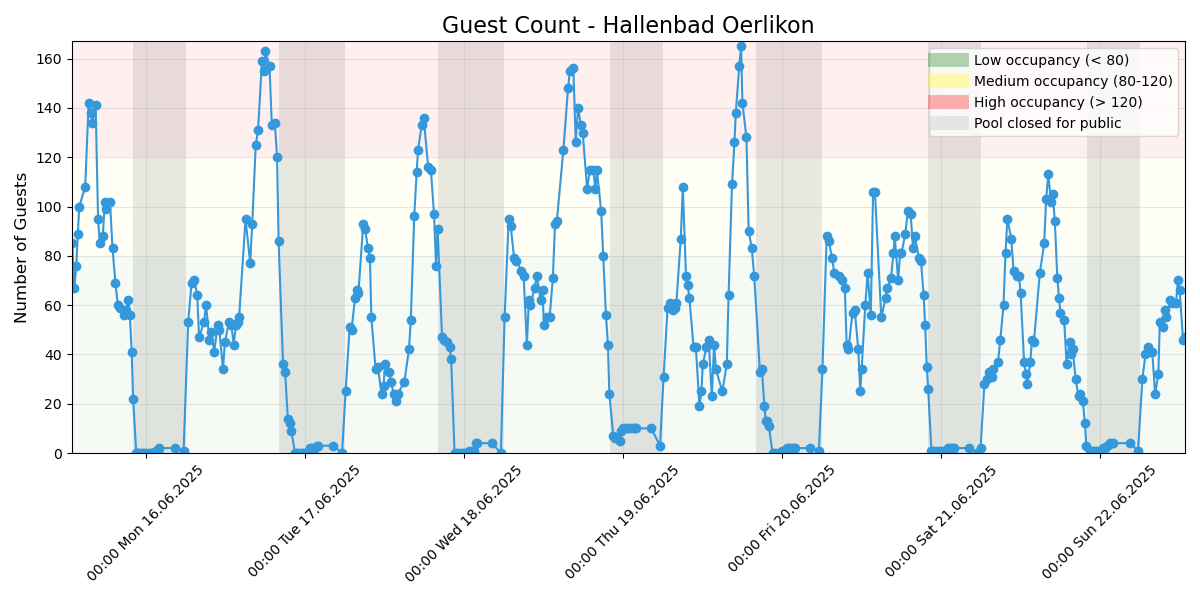 Guest Count - Hallenbad Oerlikon
Number of Guests
160
140
120
100
80
60
40
20
0
Low occupancy (< 80)
Medium occupancy (80-120)
High occupancy (> 120)
Pool closed for public
00:00 Mon 16.06.2025
00:00 Tue 17.06.2025
00:00 Wed 18.06.2025
00:00 Thu 19.06.2025
00:00 Fri 20.06.2025
00:00 Sat 21.06.2025
00:00 Sun 22.06.2025